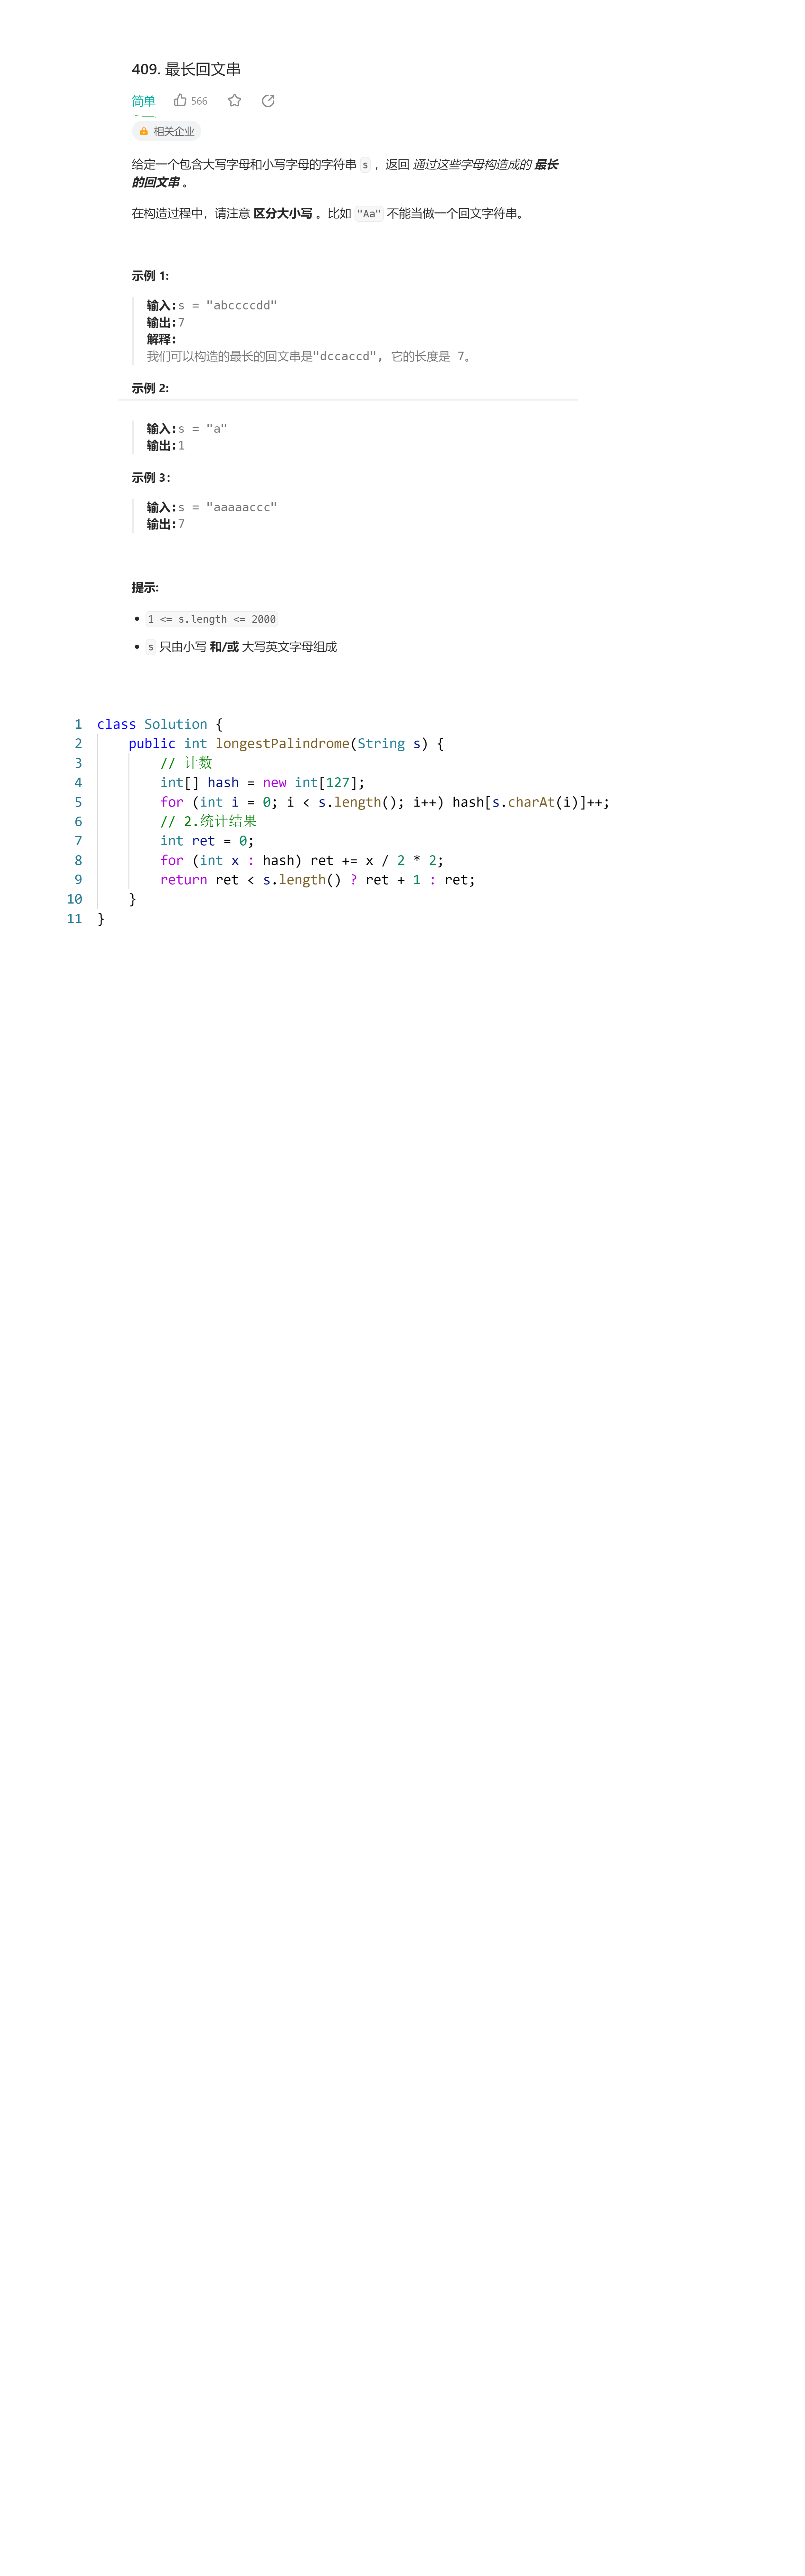 409. 最长回文串
简单 566
相关企业
给定一个包含大写字母和小写字母的字符串 s ，返回 通过这些字母构造成的 最长
的回文串 。
在构造过程中，请注意 区分大小写 。比如 "Aa" 不能当做一个回文字符串。
示例 1:
输入:s = "abccccdd"
输出:7
解释:
我们可以构造的最长的回文串是"dccaccd", 它的长度是 7。
示例 2:
输入:s = "a"
输出:1
示例 3：
输入:s = "aaaaaccc"
输出:7
提示:
• 1 <= s.length <= 2000
• s 只由小写 和/或 大写英文字母组成
1 class Solution {
2     public int longestPalindrome(String s) {
3         // 计数
4         int[] hash = new int[127];
5         for (int i = 0; i < s.length(); i++) hash[s.charAt(i)]++;
6         // 2.统计结果
7         int ret = 0;
8         for (int x : hash) ret += x / 2 * 2;
9         return ret < s.length() ? ret + 1 : ret;
10     }
11 }